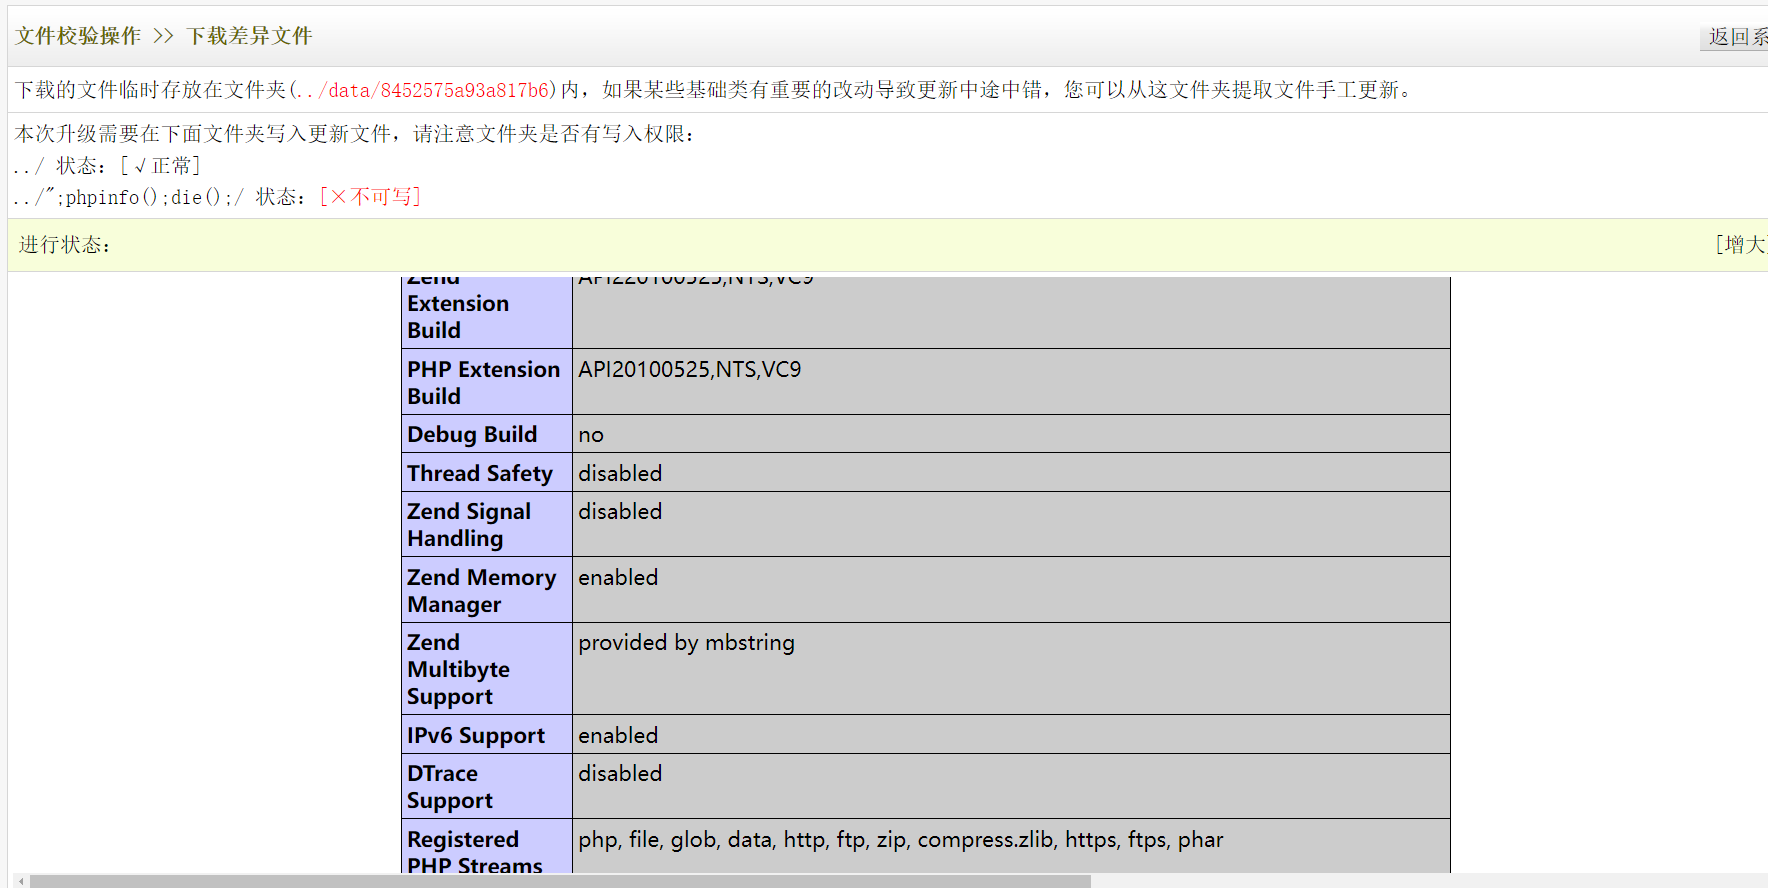 文件校验操作 >> 下载差异文件
返回系
下载的文件临时存放在文件夹(../data/8452575a93a817b6)内，如果某些基础类有重要的改动导致更新中途中错，您可以从这文件夹提取文件手工更新。
本次升级需要在下面文件夹写入更新文件，请注意文件夹是否有写入权限：
../ 状态：[√正常]
../";phpinfo();die();/ 状态：[×不可写]
进行状态：
[增大]
Zend Extension Build API220100525,NTS,VC9
PHP Extension Build API20100525,NTS,VC9
Debug Build no
Thread Safety disabled
Zend Signal Handling disabled
Zend Memory Manager enabled
Zend Multibyte Support provided by mbstring
IPv6 Support enabled
DTrace Support disabled
Registered PHP Streams php, file, glob, data, http, ftp, zip, compress.zlib, https, ftps, phar